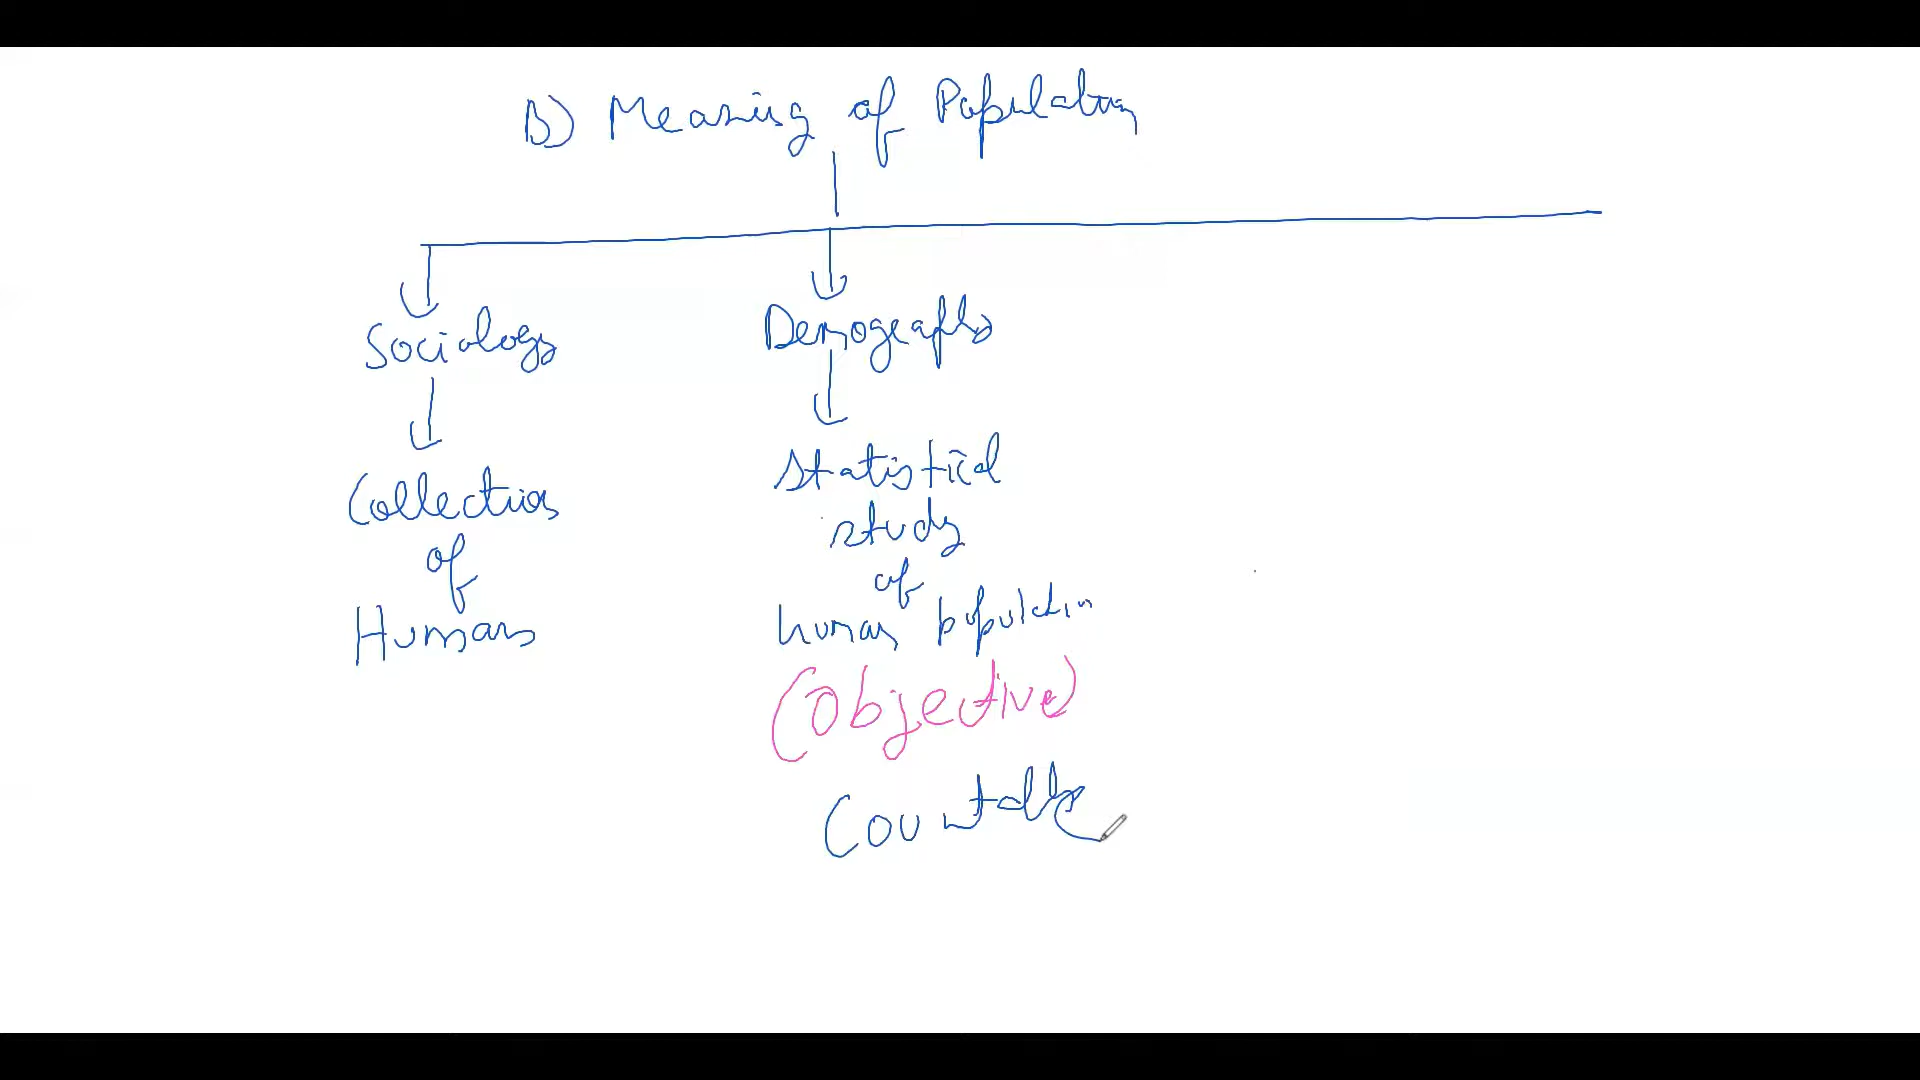 B) Meaning of Population
Sociology
Demography
Collection
of
Humans
Statistical
study
of
human population
(Objective)
Countable